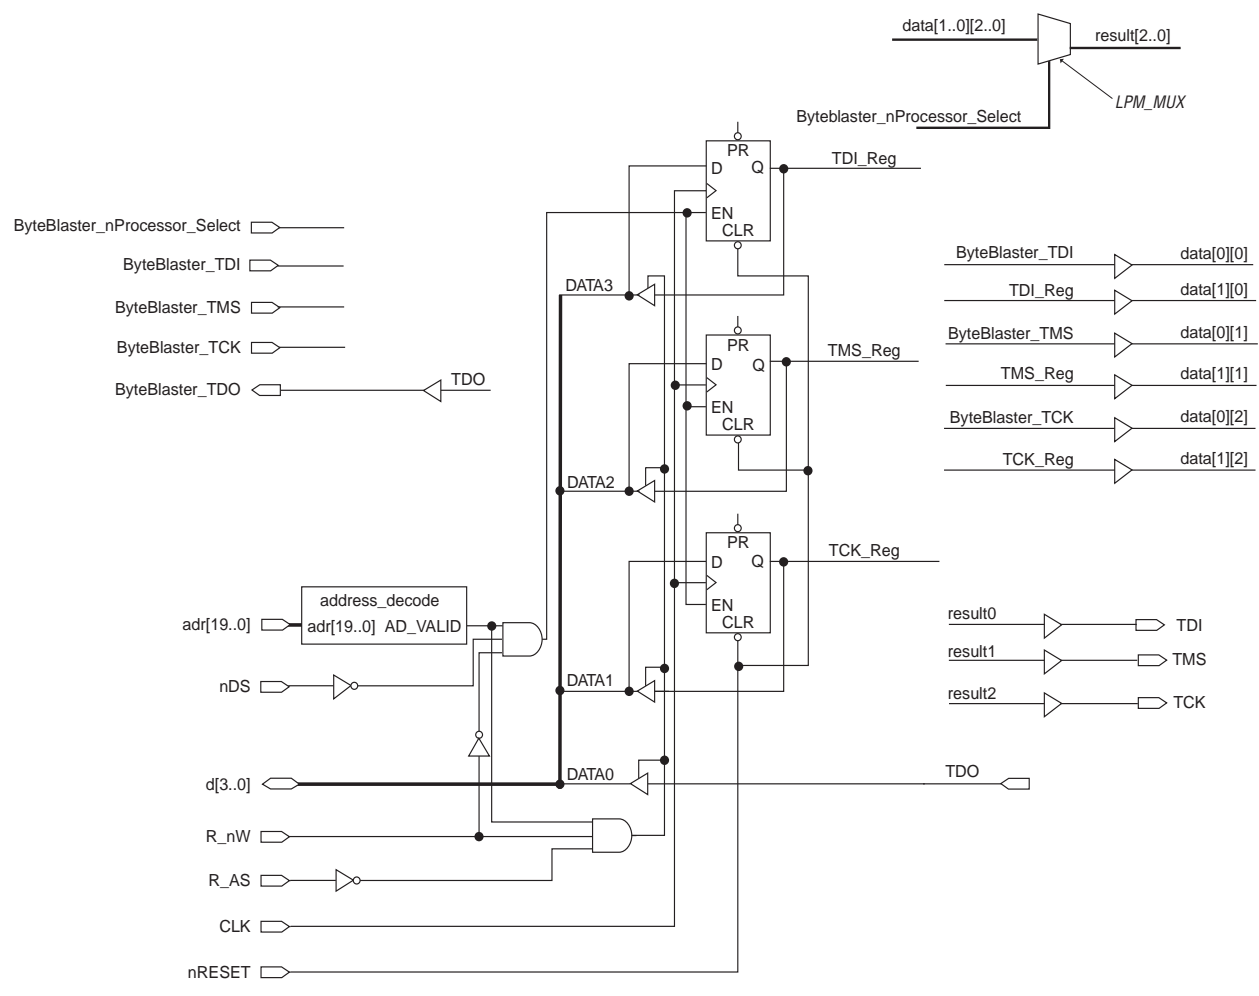 data[1..0][2..0]
result[2..0]
LPM_MUX
Byteblaster_nProcessor_Select
PR
D
Q
TDI_Reg
EN
CLR
ByteBlaster_nProcessor_Select
ByteBlaster_TDI
ByteBlaster_TMS
ByteBlaster_TCK
ByteBlaster_TDO
TDO
DATA3
PR
D
Q
TMS_Reg
EN
CLR
DATA2
PR
D
Q
TCK_Reg
EN
CLR
DATA1
ByteBlaster_TDI
data[0][0]
TDI_Reg
data[1][0]
ByteBlaster_TMS
data[0][1]
TMS_Reg
data[1][1]
ByteBlaster_TCK
data[0][2]
TCK_Reg
data[1][2]
address_decode
adr[19..0]
adr[19..0] AD_VALID
nDS
result0
TDI
result1
TMS
result2
TCK
d[3..0]
DATA0
TDO
R_nW
R_AS
CLK
nRESET